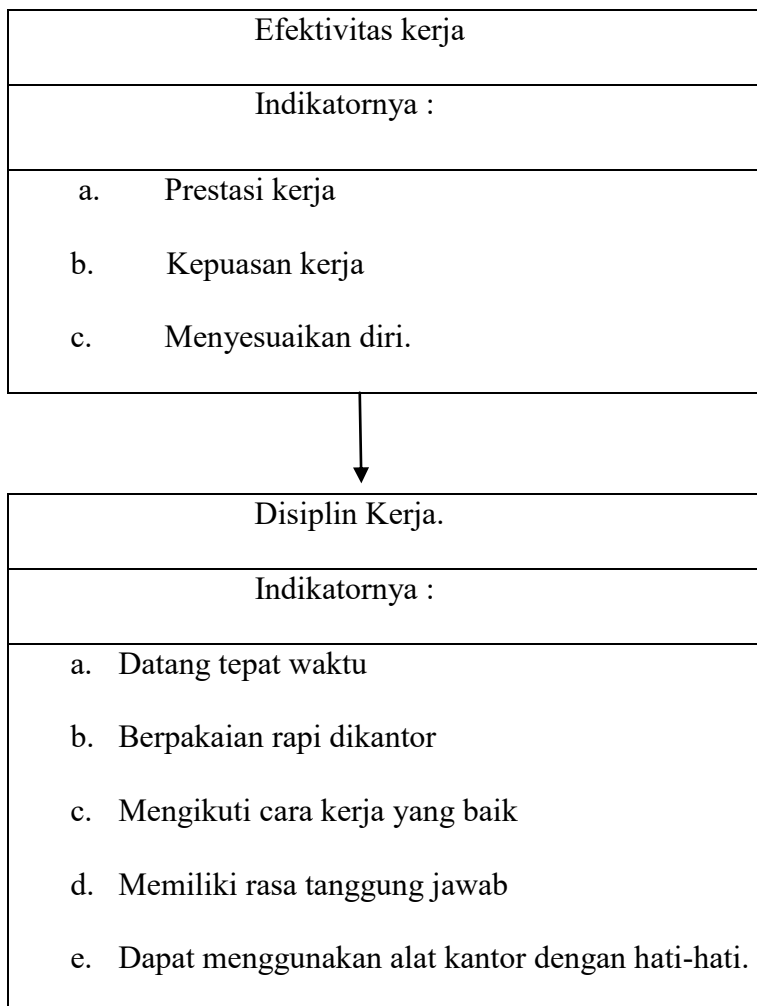 Efektivitas kerja
Indikatornya :
a. Prestasi kerja
b. Kepuasan kerja
c. Menyesuaikan diri.
Disiplin Kerja.
Indikatornya :
a. Datang tepat waktu
b. Berpakaian rapi dikantor
c. Mengikuti cara kerja yang baik
d. Memiliki rasa tanggung jawab
e. Dapat menggunakan alat kantor dengan hati-hati.